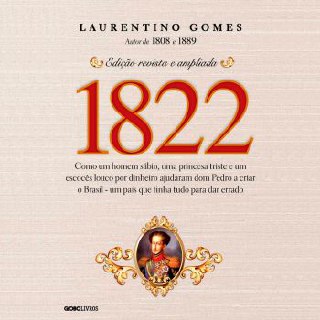 LAURENTINO GOMES
Autor de 1808 e 1889
Edição revista e ampliada
1822
Como um homem sábio, uma princesa triste e um
escocês louco por dinheiro ajudaram dom Pedro a criar
o Brasil - um país que tinha tudo para dar errado
GLOBOLIVROS